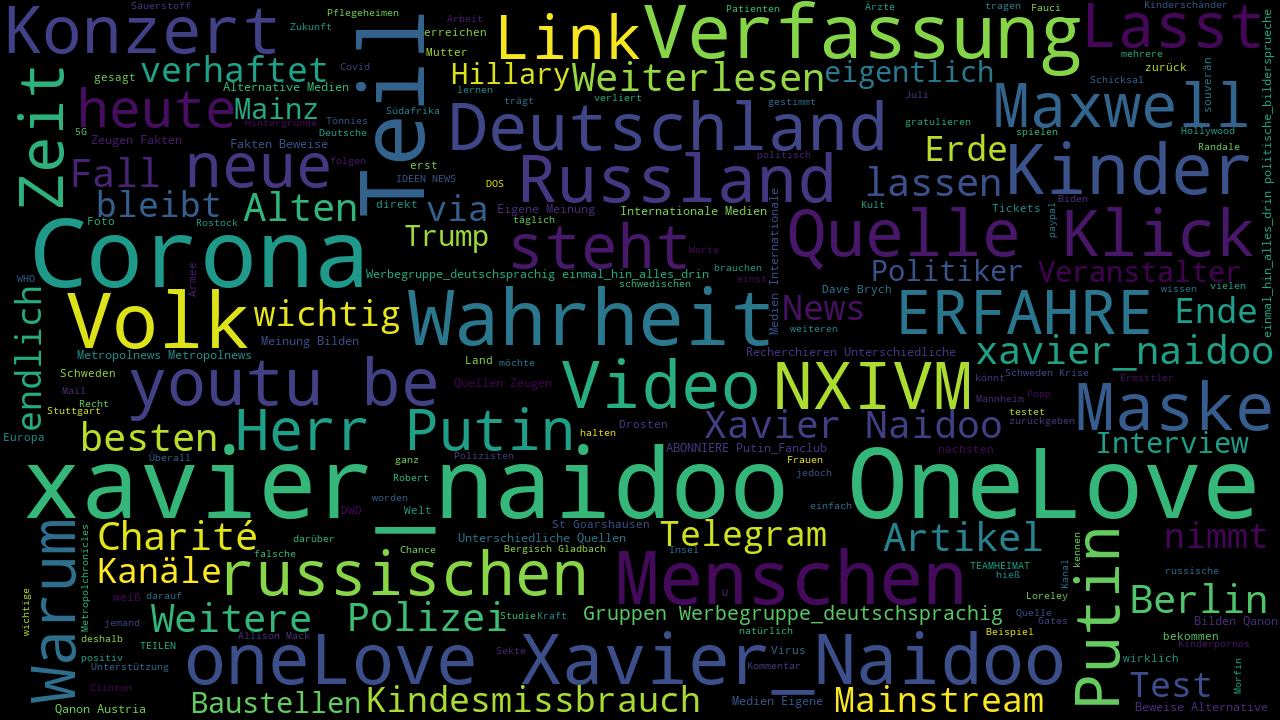 Sauerstoff
Pflegeheimen
Patienten
Ärzte
tragen
Fauci
Kinderschänder
Konzert
Zukunft
Teil
Arbeit
erreichen
Link
Verfassung
Lasst
Mutter
mehrere
verhaftet
Covid
Hillary
Weiterlesen
eigentlich
zurück
souverän
politische_bildersprueche
Zeit
gesagt
Alternative Medien
lernen
Schicksal
heute
Mainz
Südafrika
trägt
verliert
gestimmt
Juli
Maxwell
5G
Hintergründe
Tönnies
Deutschland
gratulieren
spielen
Hollywood
Zeugen Fakten
Fakten Beweise
Deutsche
Erde
Kinder
Randale
Fall
neue
folgen
erst
politisch
IDEEN NEWS
DOS
Russland
lassen
Biden
bleibt
Alten
direkt
via
Eigene Meinung
Internationale Medien
Kult
Tickets
paypal
Foto
Rostock
täglich
Quelle
Klick
Corona
Trump
steht
Worte
Medien Internationale
WHO
Armee
Werbegruppe_deutschsprachig einmal_hin_alles_drin
brauchen
Politiker
Veranstalter
einmal_hin_alles_drin
schwedischen
einst
wissen
vielen
endlich
Volk
wichtig
Wahrheit
News
Dave Brych
ERFAHRE
Ende
weiteren
Meinung Bilden
Metropolnews Metropolnews
Recherchieren Unterschiedliche
xavier_naidoo
Schweden
Land
möchte
youtu be
Quellen Zeugen
Video
NXIVM
könnt
Schweden Krise
Ermittler
Mail
Recht
Mannheim
Popp
Maske
Stuttgart
Herr Putin
Drosten
Xavier Naidoo
testet
zurückgeben
Europa
besten
halten
Interview
Überall
ganz
Polizisten
ABONNIERE Putin_Fanclub
Frauen
nächsten
xavier_naidoo OneLove
Robert
jedoch
worden
einfach
DWD
Welt
Warum
Charité
darüber
St Goarshausen
Telegram
Artikel
Putin
nimmt
Metropolchronicles
Unterschiedliche Quellen
falsche
Chance
Bergisch Gladbach
Insel
kennen
Kanäle
russischen
Menschen
TEAMHEIMAT
hieß
Kanal
russische
wichtige
weiß
darauf
U
Loreley
Berlin
Weitere
Polizei
Studie
Kraft
Gruppen Werbegruppe_deutschsprachig
Quelle
Gates
Bilden Qanon
jemand
deshalb
Allison Mack
natürlich
Beispiel
bekommen
TEILEN
Kinderpornos
positiv
oneLove Xavier_Naidoo
Sekte
Virus
wirklich
Unterstützung
Kommentar
Morfin
Clinton
Test
Qanon Austria
Baustellen
Kindesmissbrauch
Medien Eigene
Mainstream
Beweise Alternative